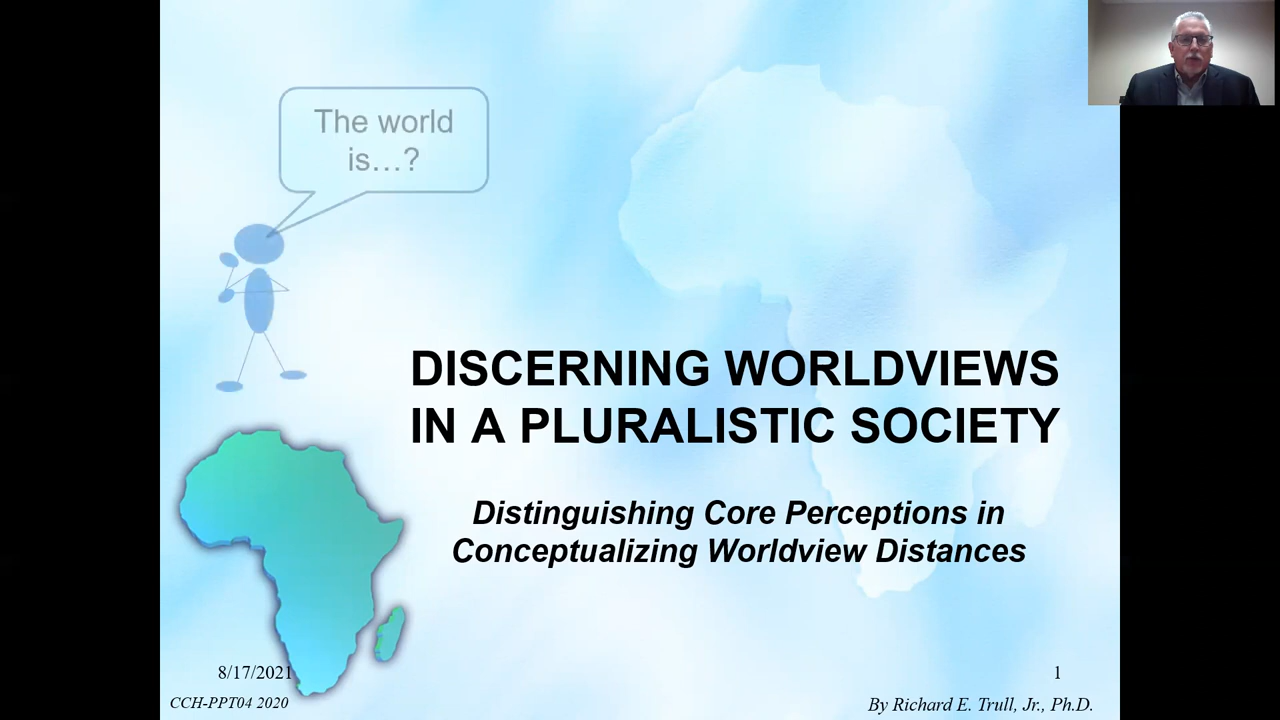 The world
is…?
DISCERNING WORLDVIEWS
IN A PLURALISTIC SOCIETY
Distinguishing Core Perceptions in
Conceptualizing Worldview Distances
8/17/2021
1
CCH-PPT04 2020
By Richard E. Trull, Jr., Ph.D.